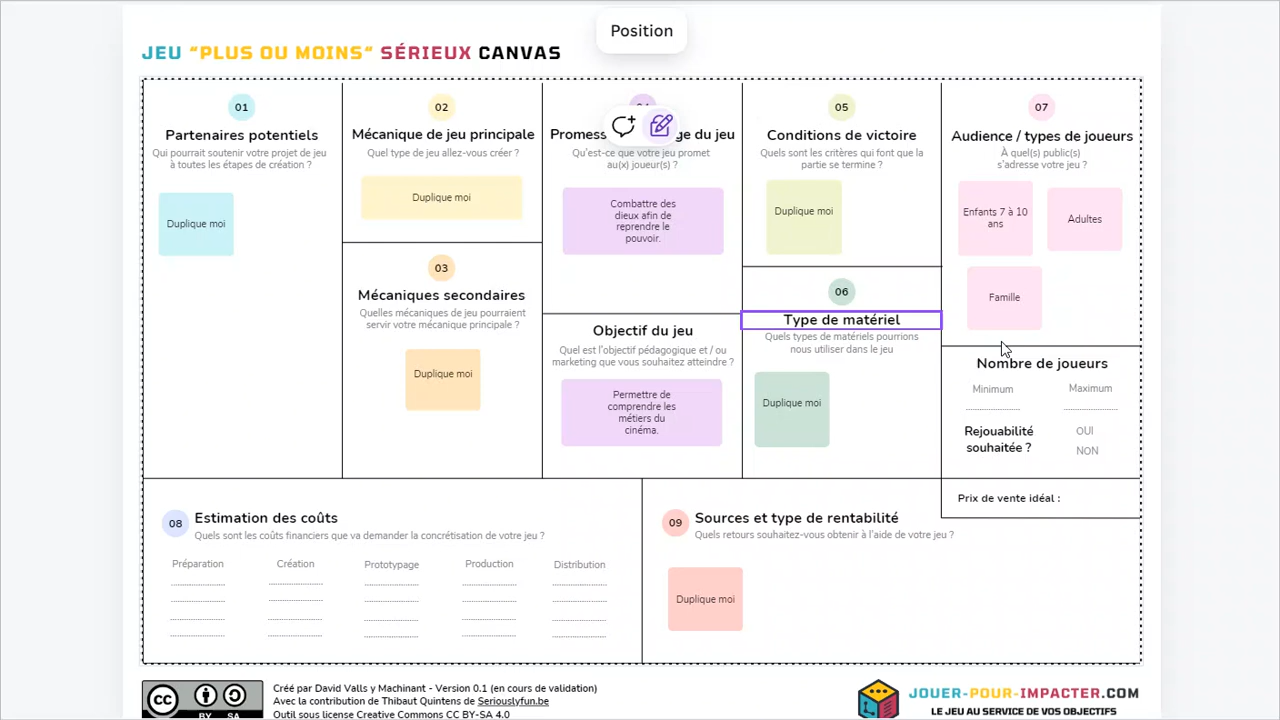 Position
JEU “PLUS OU MOINS“ SÉRIEUX CANVAS
01
Partenaires potentiels
Qui pourrait soutenir votre projet de jeu
à toutes les étapes de création ?
Duplique moi
02
Mécanique de jeu principale
Quel type de jeu allez-vous créer ?
Duplique moi
03
Mécaniques secondaires
Quelles mécaniques de jeu pourraient
servir votre mécanique principale ?
Duplique moi
ge du jeu
Qu’est-ce que votre jeu promet
au(x) joueur(s) ?
Combattre des
dieux afin de
reprendre le
pouvoir.
Objectif du jeu
Quel est l’objectif pédagogique et / ou
marketing que vous souhaitez atteindre ?
Permettre de
comprendre les
métiers du
cinéma.
05
Conditions de victoire
Quels sont les critères qui font que la
partie se termine ?
Duplique moi
06
Type de matériel
Quels types de matériels pourrions
nous utiliser dans le jeu
Duplique moi
07
Audience / types de joueurs
À quel(s) public(s)
s’adresse votre jeu ?
Enfants 7 à 10
ans
Adultes
Famille
Nombre de joueurs
Minimum Maximum
Rejouabilité
souhaitée ?
OUI
NON
Prix de vente idéal :
08
Estimation des coûts
Quels sont les coûts financiers que va demander la concrétisation de votre jeu ?
Préparation Création Prototypage Production Distribution
09
Sources et type de rentabilité
Quels retours souhaitez-vous obtenir à l’aide de votre jeu ?
Duplique moi
CC BY SA
Créé par David Valls y Machinant - Version 0.1 (en cours de validation)
Avec la contribution de Thibaut Quintens de Seriouslyfun.be
Outil sous license Creative Commons CC BY-SA 4.0
JOUER-POUR-IMPACTER.COM
LE JEU AU SERVICE DE VOS OBJECTIFS